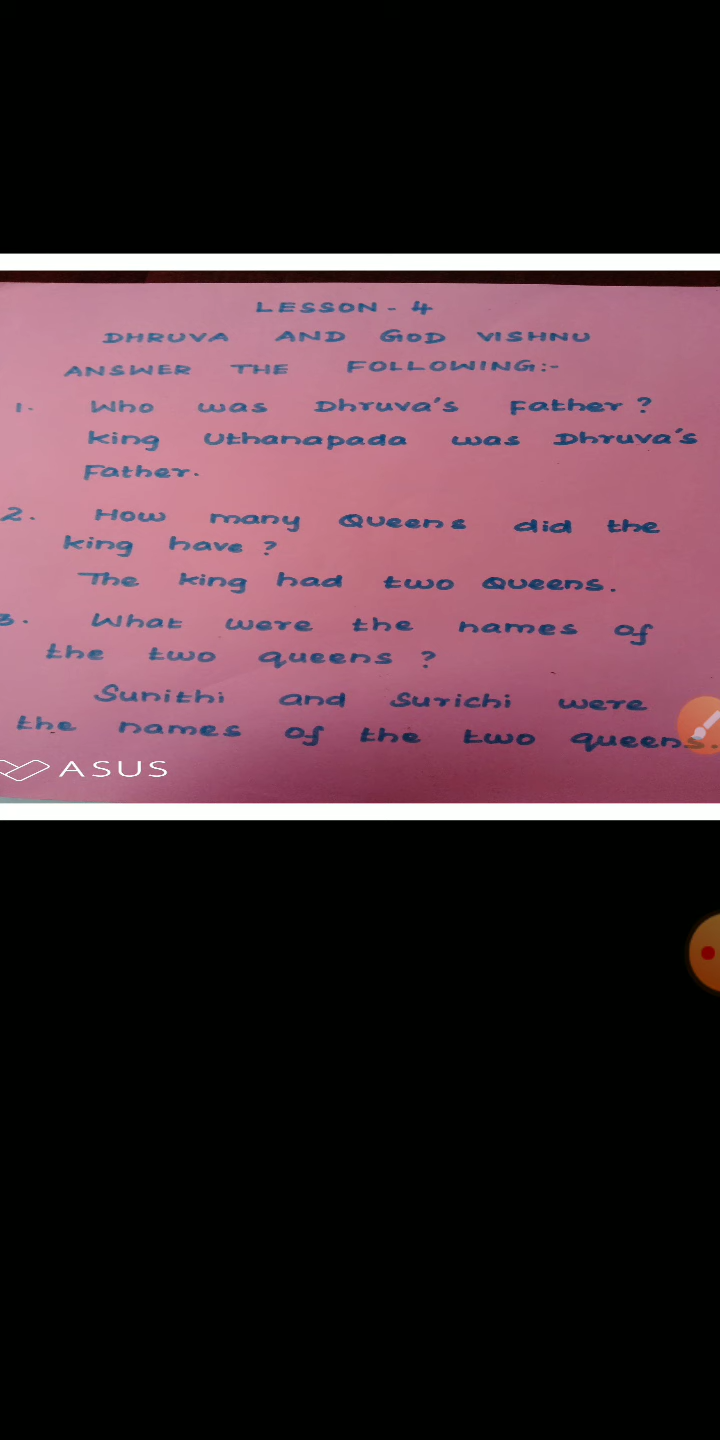 LESSON - 4
DHRUVA AND GOD VISHNU
ANSWER THE FOLLOWING:-
1. Who was Dhruva's Father?
King Uthanapada was Dhruva's
Father.
2. How many Queens did the
king have?
The king had two Queens.
3. What were the names of
the two queens?
Sunithi and Surichi were
the names of the two queens.
ASUS